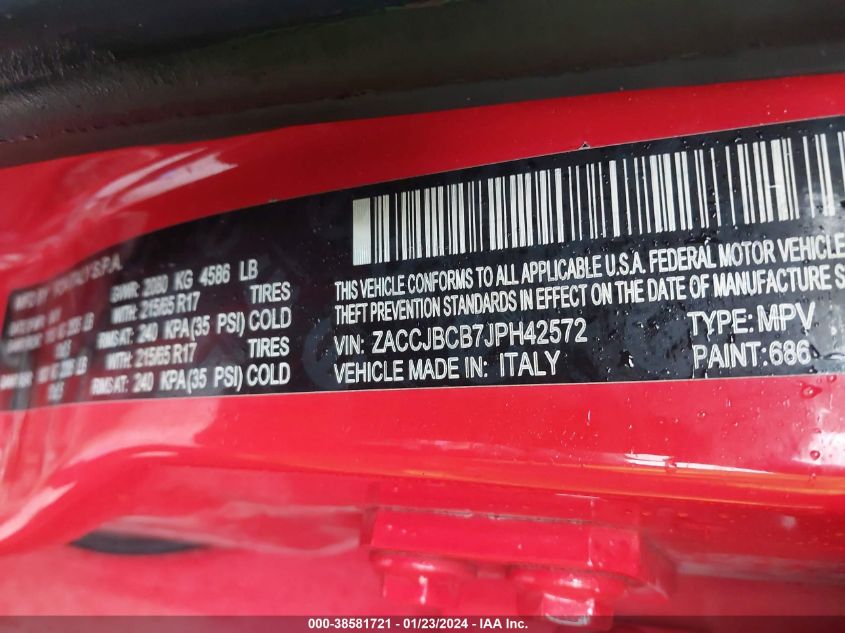 MFD BY S.P.A.
GVWR: 2080 KG 4586 LB
WITH: 215/65 R17 TIRES
RIMS AT: 240 KPA (35 PSI) COLD
WITH: 215/65 R17 TIRES
RIMS AT: 240 KPA (35 PSI) COLD
THIS VEHICLE CONFORMS TO ALL APPLICABLE U.S.A. FEDERAL MOTOR VEHICLE
THEFT PREVENTION STANDARDS IN EFFECT ON THE DATE OF MANUFACTURE
VIN: ZACCJBCB7JPH42572 TYPE: MPV
VEHICLE MADE IN: ITALY PAINT: 686
000-38581721 | 01/23/2024 - IAA Inc.